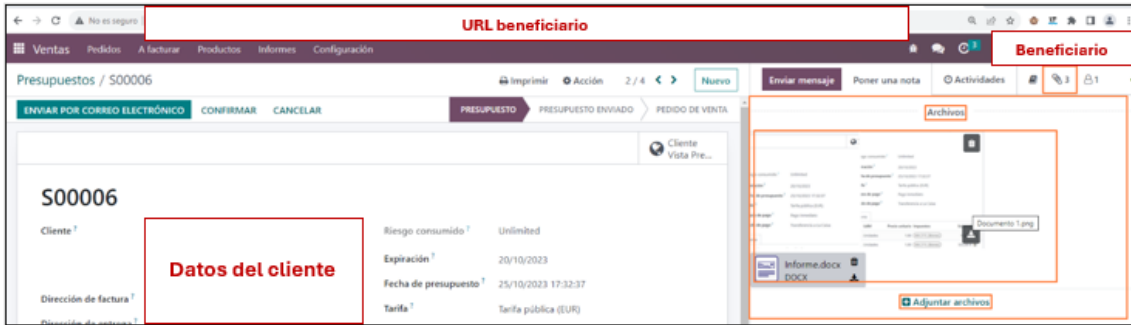 No es seguro
URL beneficiario
Ventas Pedidos A facturar Productos Informes Configuración
3
Beneficiario
Presupuestos / S00006
Imprimir Acción 2/4 Nuevo
Enviar mensaje Poner una nota Actividades 3 1
ENVIAR POR CORREO ELECTRÓNICO CONFIRMAR CANCELAR
PRESUPUESTO PRESUPUESTO ENVIADO PEDIDO DE VENTA
Archivos
Cliente
Vista Pre...
S00006
Cliente ?
Datos del cliente
Riesgo consumido ? Unlimited
Expiración ? 20/10/2023
Fecha de presupuesto ? 25/10/2023 17:32:37
Dirección de factura ?
Tarifa ? Tarifa pública (EUR)
Dirección de entrega ?
Documento 1.png
Informe.docx
DOCX
Adjuntar archivos